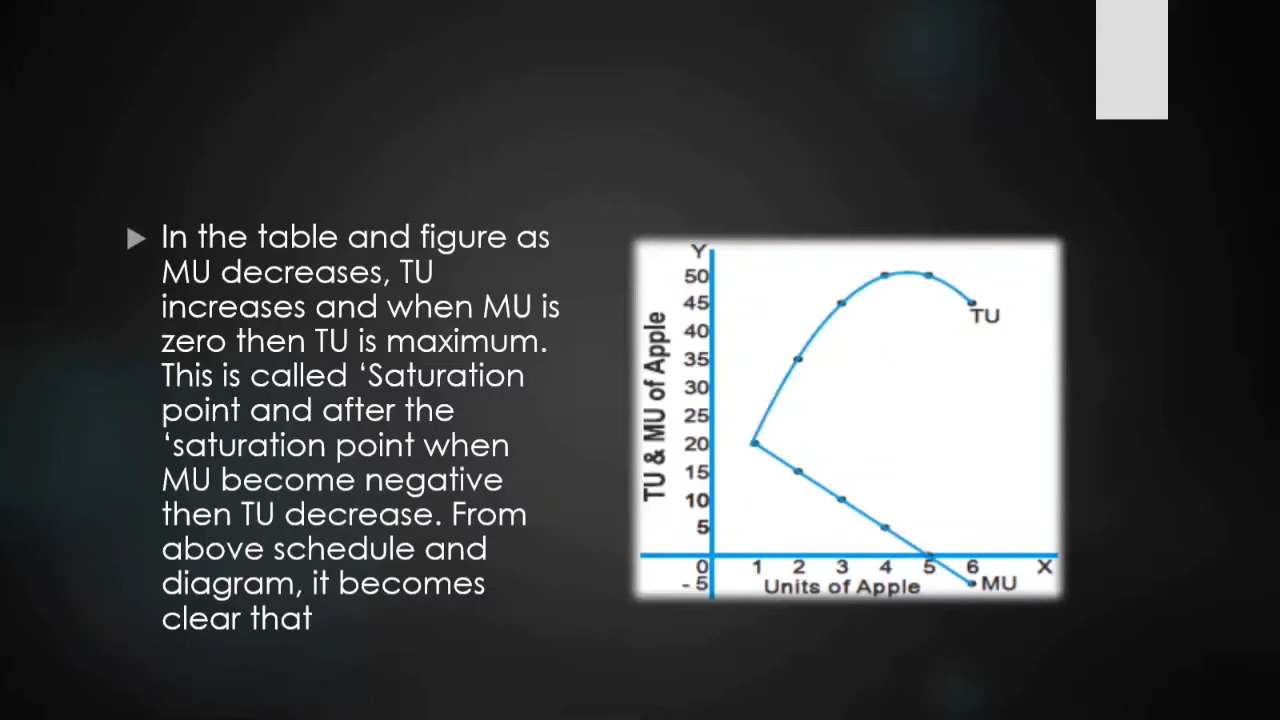 In the table and figure as
MU decreases, TU
increases and when MU is
zero then TU is maximum.
This is called ‘Saturation
point and after the
‘saturation point when
MU become negative
then TU decrease. From
above schedule and
diagram, it becomes
clear that
TU & MU of Apple
Y
50
45
40
35
30
25
20
15
10
5
0
- 5
TU
1 2 3 4 5 6 X
Units of Apple
MU